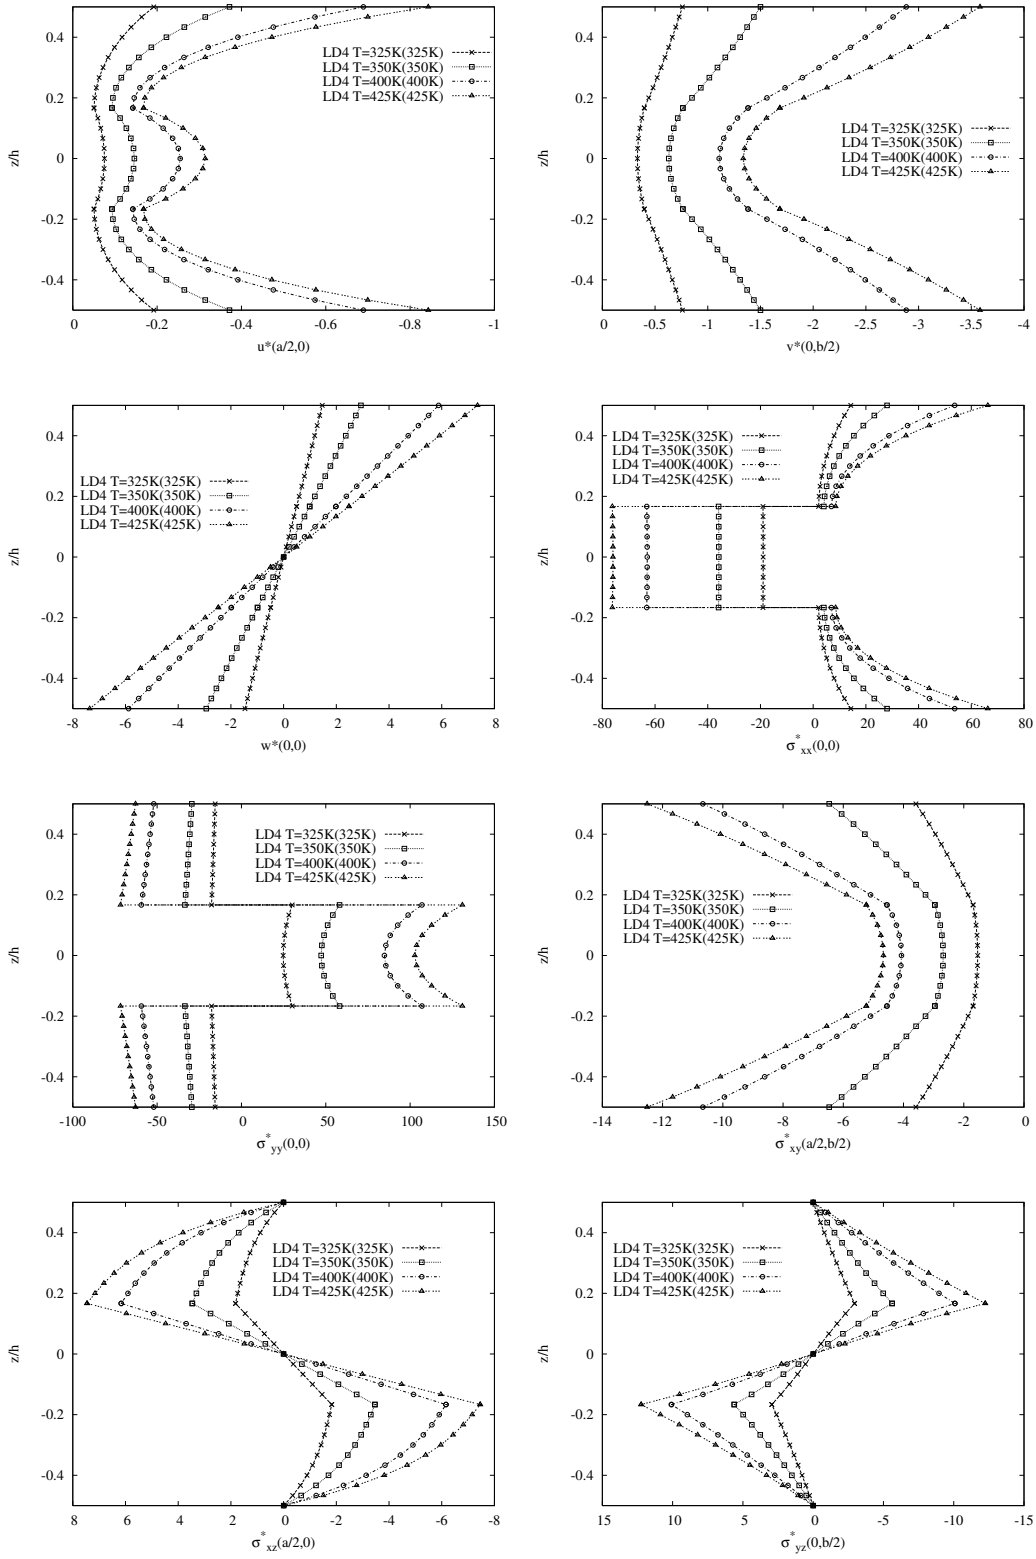 0.4
0.2
0
-0.2
-0.4
z/h
0 -0.2 -0.4 -0.6 -0.8 -1
u*(a/2,0)
LD4 T=325K(325K)
LD4 T=350K(350K)
LD4 T=400K(400K)
LD4 T=425K(425K)
0.4
0.2
0
-0.2
-0.4
z/h
0 -0.5 -1 -1.5 -2 -2.5 -3 -3.5 -4
v*(0,b/2)
LD4 T=325K(325K)
LD4 T=350K(350K)
LD4 T=400K(400K)
LD4 T=425K(425K)
0.4
0.2
0
-0.2
-0.4
z/h
-8 -6 -4 -2 0 2 4 6 8
w*(0,0)
LD4 T=325K(325K)
LD4 T=350K(350K)
LD4 T=400K(400K)
LD4 T=425K(425K)
0.4
0.2
0
-0.2
-0.4
z/h
-80 -60 -40 -20 0 20 40 60 80
σ*xx(0,0)
LD4 T=325K(325K)
LD4 T=350K(350K)
LD4 T=400K(400K)
LD4 T=425K(425K)
0.4
0.2
0
-0.2
-0.4
z/h
-100 -50 0 50 100 150
σ*yy(0,0)
LD4 T=325K(325K)
LD4 T=350K(350K)
LD4 T=400K(400K)
LD4 T=425K(425K)
0.4
0.2
0
-0.2
-0.4
z/h
-14 -12 -10 -8 -6 -4 -2 0
σ*xy(a/2,b/2)
LD4 T=325K(325K)
LD4 T=350K(350K)
LD4 T=400K(400K)
LD4 T=425K(425K)
0.4
0.2
0
-0.2
-0.4
z/h
8 6 4 2 0 -2 -4 -6 -8
σ*xz(a/2,0)
LD4 T=325K(325K)
LD4 T=350K(350K)
LD4 T=400K(400K)
LD4 T=425K(425K)
0.4
0.2
0
-0.2
-0.4
z/h
15 10 5 0 -5 -10 -15
σ*yz(0,b/2)
LD4 T=325K(325K)
LD4 T=350K(350K)
LD4 T=400K(400K)
LD4 T=425K(425K)